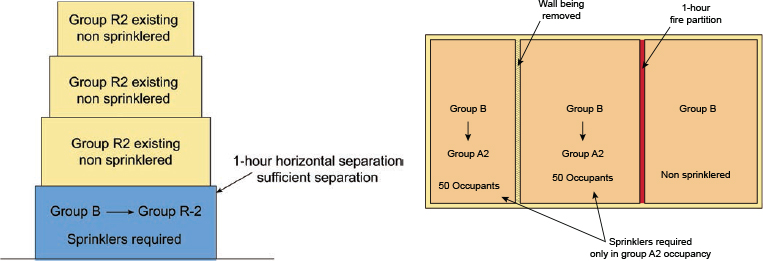 Group R2 existing
non sprinklered
Group R2 existing
non sprinklered
Group R2 existing
non sprinklered
1-hour horizontal separation
sufficient separation
Group B → Group R-2
Sprinklers required
Wall being
removed
1-hour
fire partition
Group B
Group A2
50 Occupants
Group B
Group A2
50 Occupants
Group B
Non sprinklered
Sprinklers required
only in group A2 occupancy